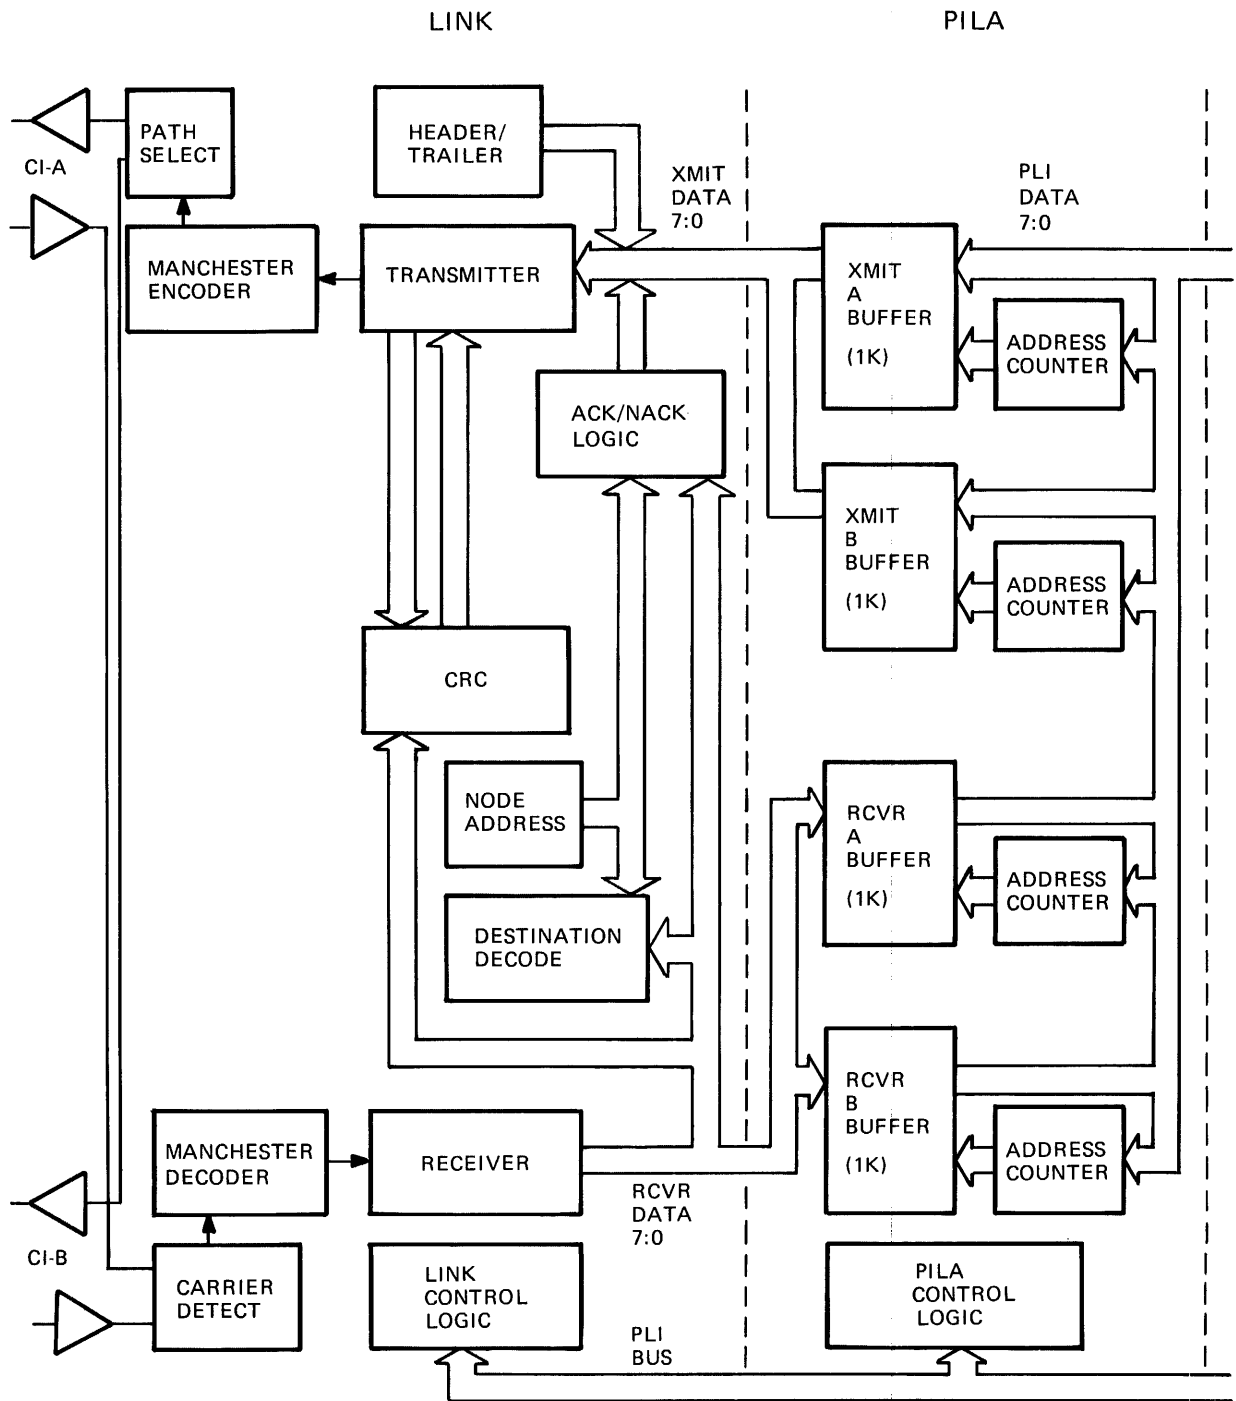 LINK
PILA
PATH
SELECT
CI-A
HEADER/
TRAILER
XMIT
DATA
7:0
PLI
DATA
7:0
MANCHESTER
ENCODER
TRANSMITTER
XMIT
A
BUFFER
(1K)
ADDRESS
COUNTER
ACK/NACK
LOGIC
XMIT
B
BUFFER
(1K)
ADDRESS
COUNTER
CRC
NODE
ADDRESS
RCVR
A
BUFFER
(1K)
ADDRESS
COUNTER
DESTINATION
DECODE
RCVR
B
BUFFER
(1K)
ADDRESS
COUNTER
MANCHESTER
DECODER
RECEIVER
RCVR
DATA
7:0
CI-B
CARRIER
DETECT
LINK
CONTROL
LOGIC
PLI
BUS
PILA
CONTROL
LOGIC